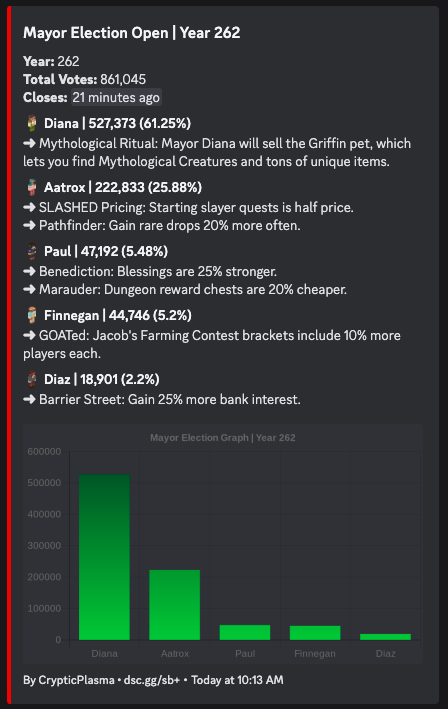 Mayor Election Open | Year 262
Year: 262
Total Votes: 861,045
Closes: 21 minutes ago
Diana | 527,373 (61.25%)
➜ Mythological Ritual: Mayor Diana will sell the Griffin pet, which
lets you find Mythological Creatures and tons of unique items.
Aatrox | 222,833 (25.88%)
➜ SLASHED Pricing: Starting slayer quests is half price.
➜ Pathfinder: Gain rare drops 20% more often.
Paul | 47,192 (5.48%)
➜ Benediction: Blessings are 25% stronger.
➜ Marauder: Dungeon reward chests are 20% cheaper.
Finnegan | 44,746 (5.2%)
➜ GOATed: Jacob's Farming Contest brackets include 10% more
players each.
Diaz | 18,901 (2.2%)
➜ Barrier Street: Gain 25% more bank interest.
Mayor Election Graph | Year 262
600000
500000
400000
300000
200000
100000
0
Diana Aatrox Paul Finnegan Diaz
By CrypticPlasma • dsc.gg/sb+ • Today at 10:13 AM